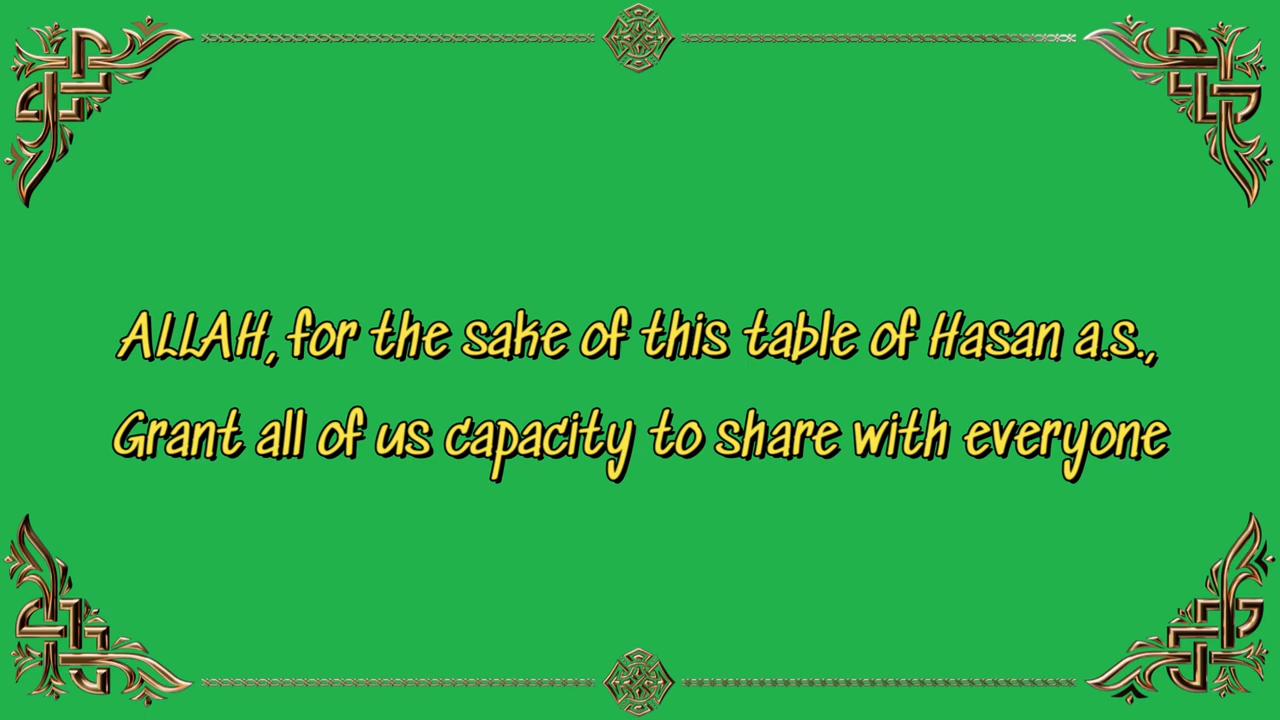 ALLAH, for the sake of this table of Hasan a.s.,
Grant all of us capacity to share with everyone